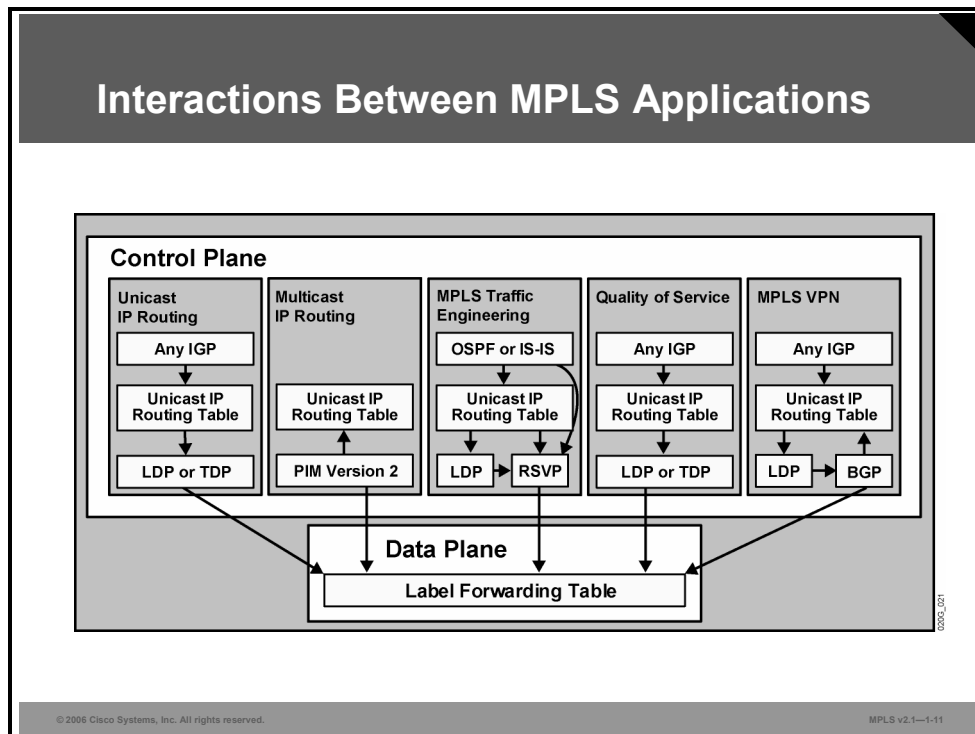 Interactions Between MPLS Applications
Control Plane
Unicast
IP Routing
Any IGP
Unicast IP
Routing Table
LDP or TDP
Multicast
IP Routing
Unicast IP
Routing Table
PIM Version 2
MPLS Traffic
Engineering
OSPF or IS-IS
Unicast IP
Routing Table
LDP
RSVP
Quality of Service
Any IGP
Unicast IP
Routing Table
LDP or TDP
MPLS VPN
Any IGP
Unicast IP
Routing Table
LDP
BGP
Data Plane
Label Forwarding Table
020G_021
© 2006 Cisco Systems, Inc. All rights reserved.
MPLS v2.1—1-11